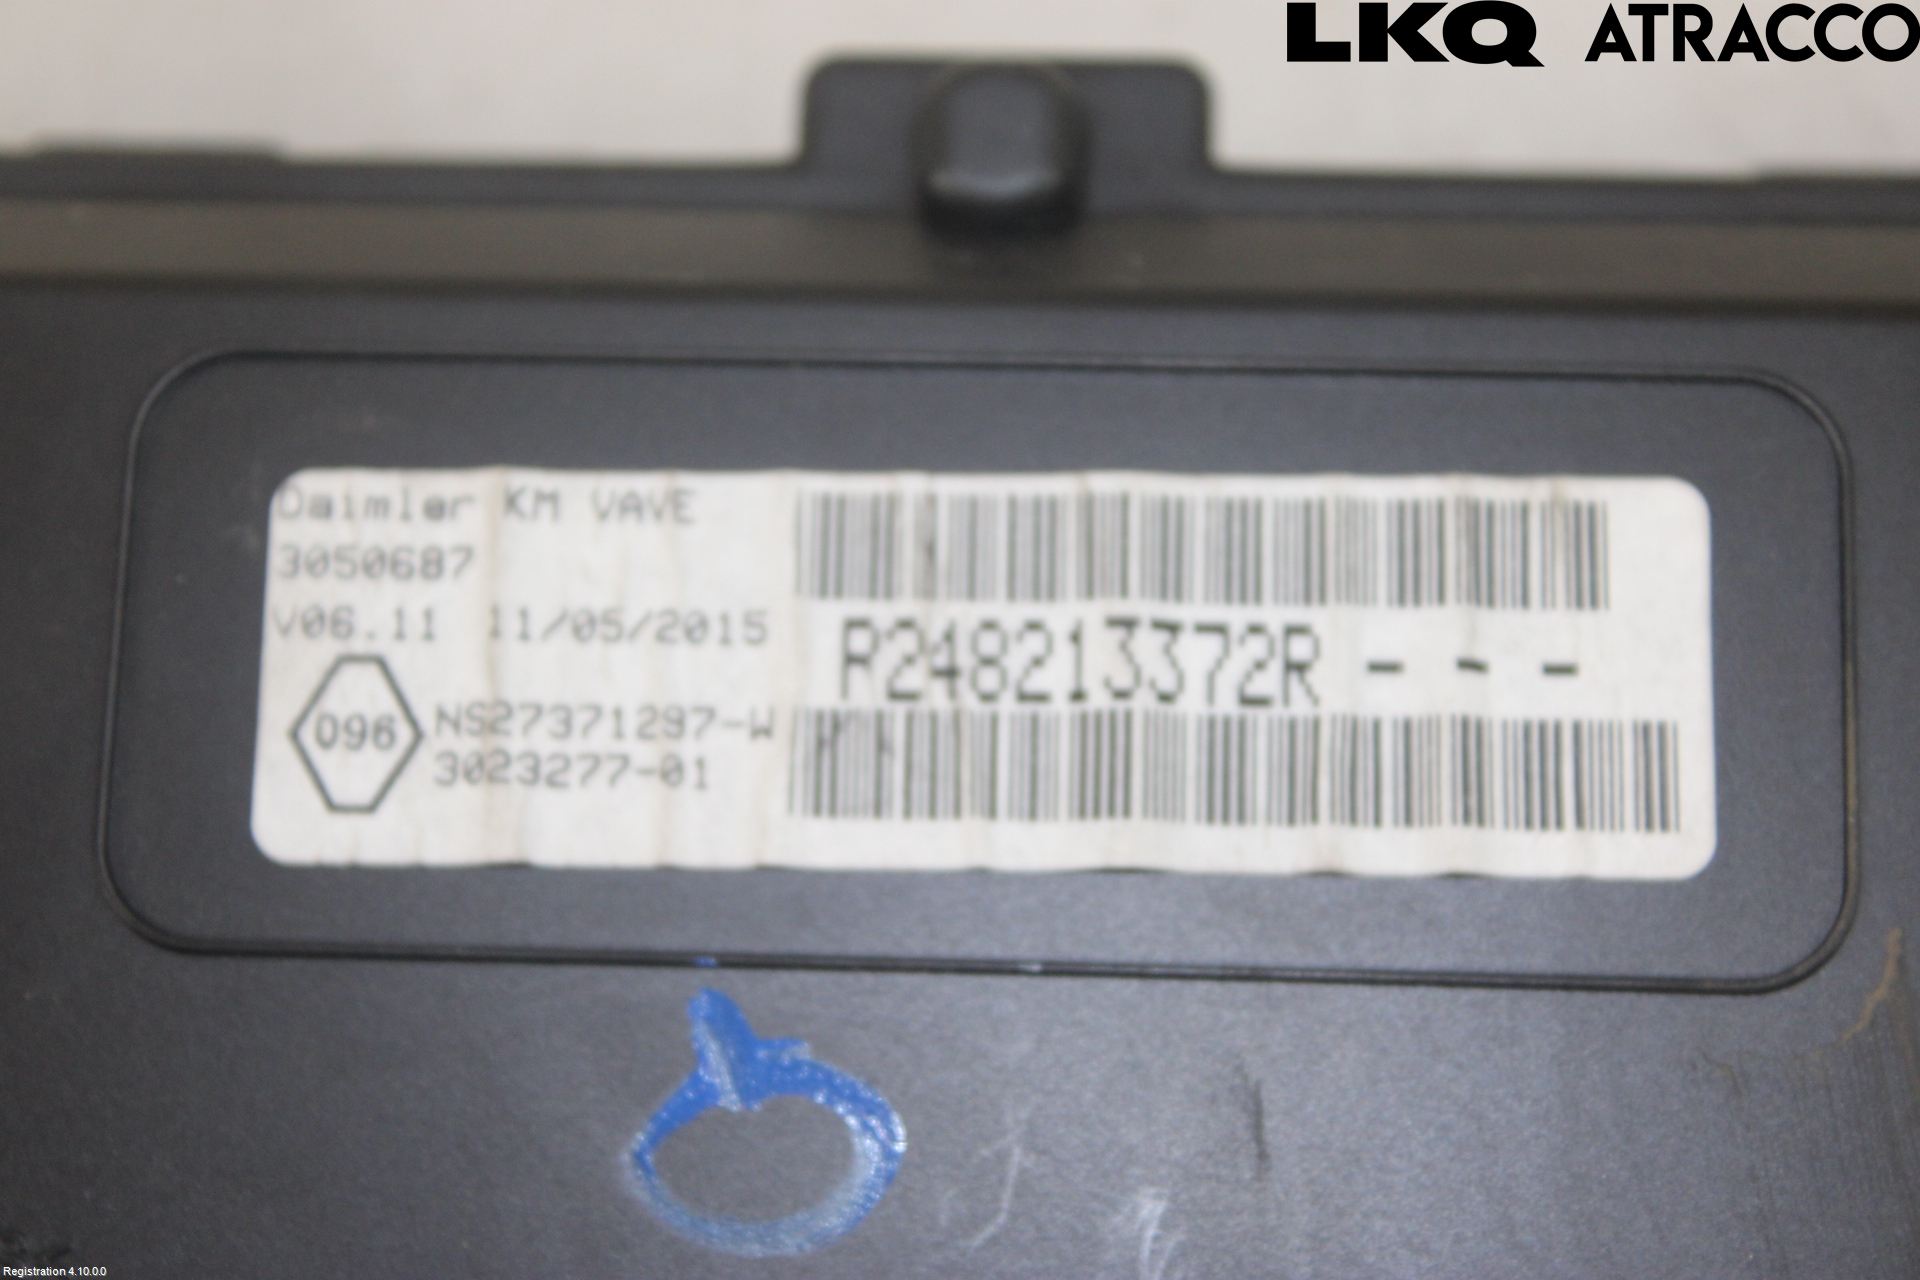 LKQ ATRACCO
Daimler KM VAVE
3050687
V06.11 11/05/2015
R248213372R - - -
096
NS27371297-W
3023277-01
Registration 4.10.0.0